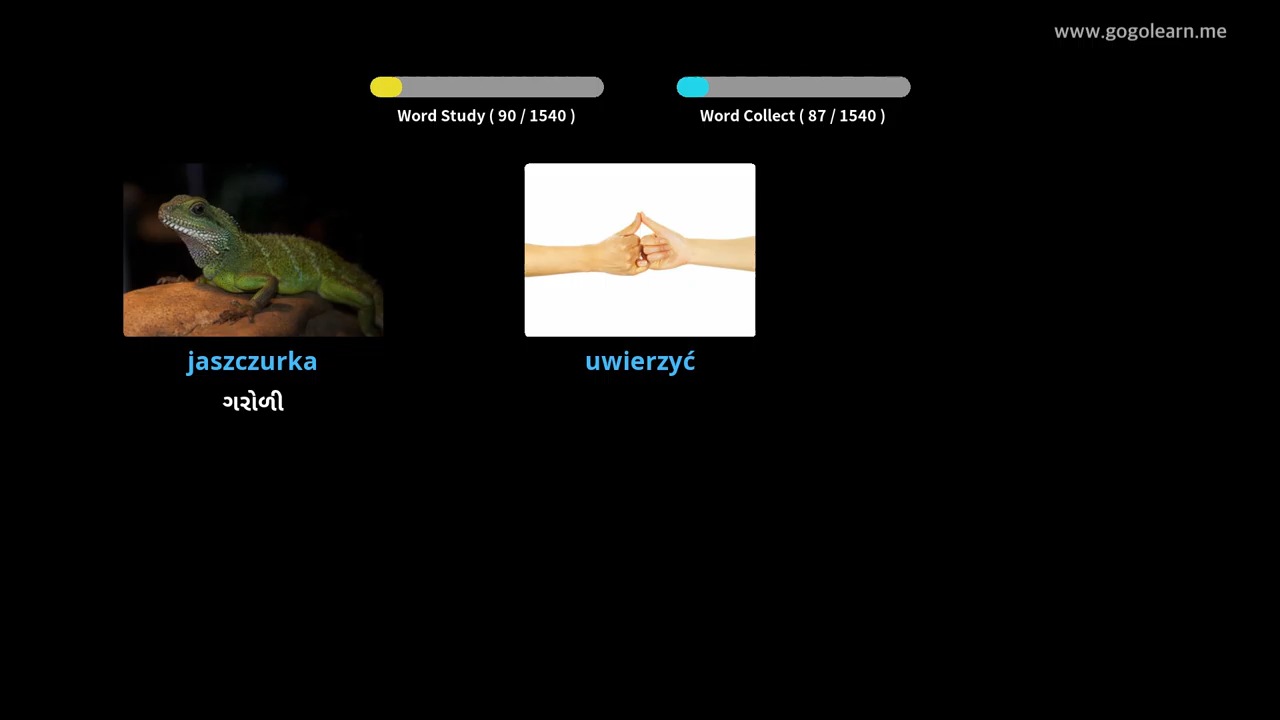 www.gogolearn.me
Word Study ( 90 / 1540 )
Word Collect ( 87 / 1540 )
jaszczurka
uwierzyć
ગરોળી